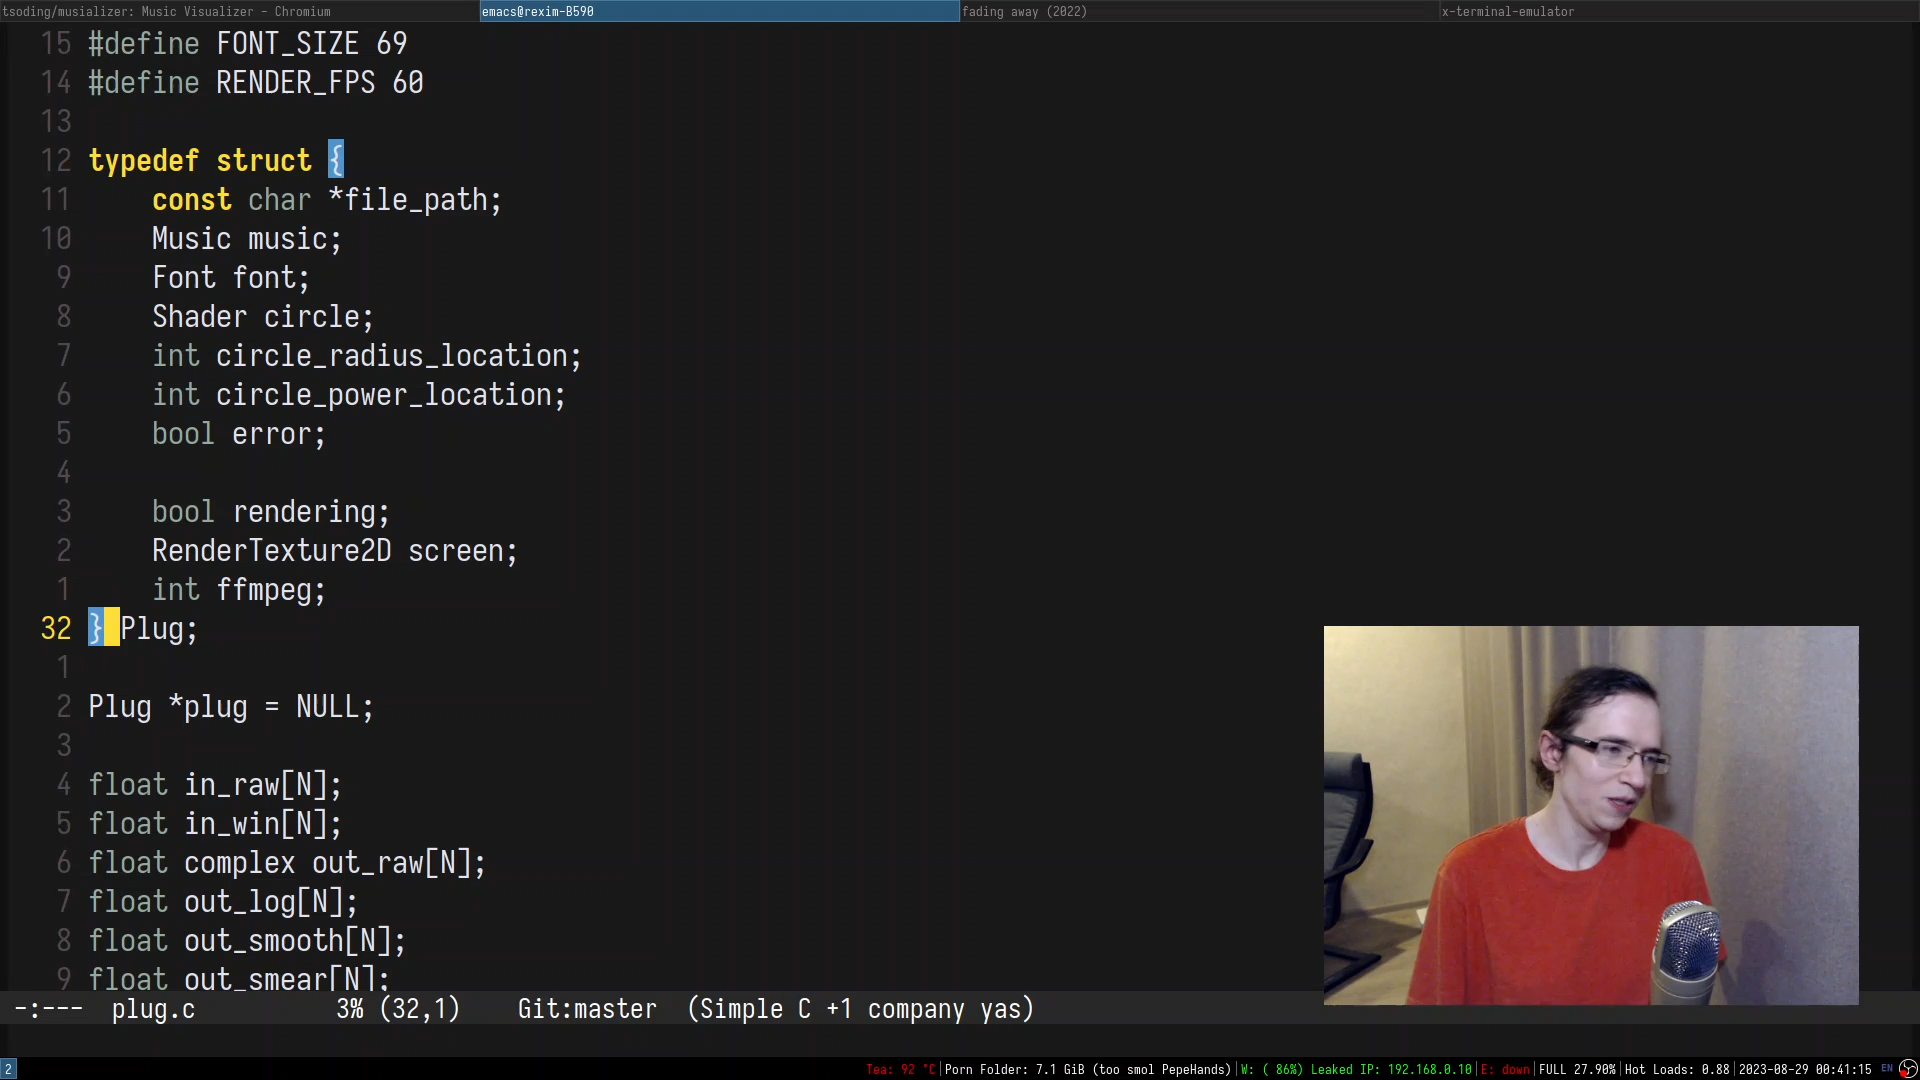 tsoding/musializer: Music Visualizer - Chromium
emacs@rexim-B590
fading away (2022)
x-terminal-emulator
15 #define FONT_SIZE 69
14 #define RENDER_FPS 60
13
12 typedef struct {
11     const char *file_path;
10     Music music;
9     Font font;
8     Shader circle;
7     int circle_radius_location;
6     int circle_power_location;
5     bool error;
4
3     bool rendering;
2     RenderTexture2D screen;
1     int ffmpeg;
32 } Plug;
1
2 Plug *plug = NULL;
3
4 float in_raw[N];
5 float in_win[N];
6 float complex out_raw[N];
7 float out_log[N];
8 float out_smooth[N];
9 float out_smear[N];
-:---  plug.c         3% (32,1)    Git:master  (Simple C +1 company yas)
2
Tea: 92 °C|Porn Folder: 7.1 GiB (too smol PepeHands)|W: ( 86%) Leaked IP: 192.168.0.10|E: down|FULL 27.90%|Hot Loads: 0.88|2023-08-29 00:41:15 EN